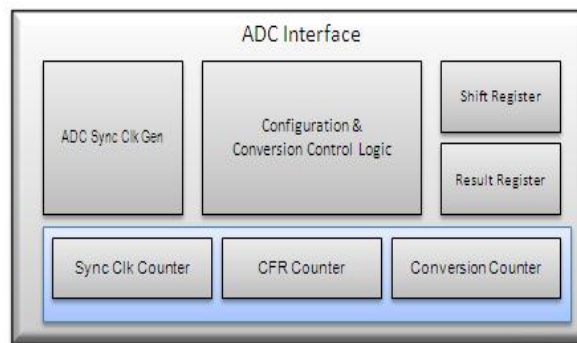 ADC Interface
ADC Sync Clk Gen
Configuration &
Conversion Control Logic
Shift Register
Result Register
Sync Clk Counter
CFR Counter
Conversion Counter